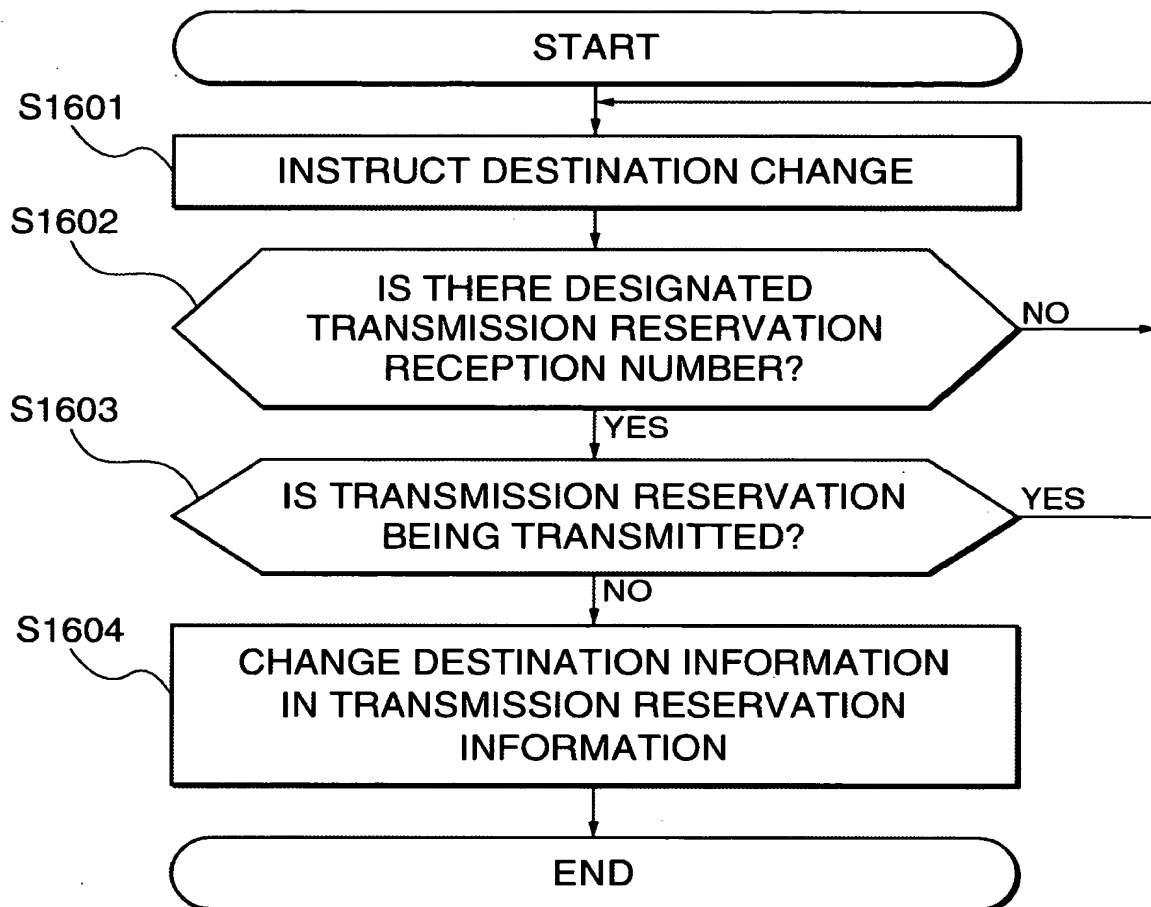 START
S1601
INSTRUCT DESTINATION CHANGE
S1602
IS THERE DESIGNATED
TRANSMISSION RESERVATION
RECEPTION NUMBER?
NO
YES
S1603
IS TRANSMISSION RESERVATION
BEING TRANSMITTED?
YES
NO
S1604
CHANGE DESTINATION INFORMATION
IN TRANSMISSION RESERVATION
INFORMATION
END